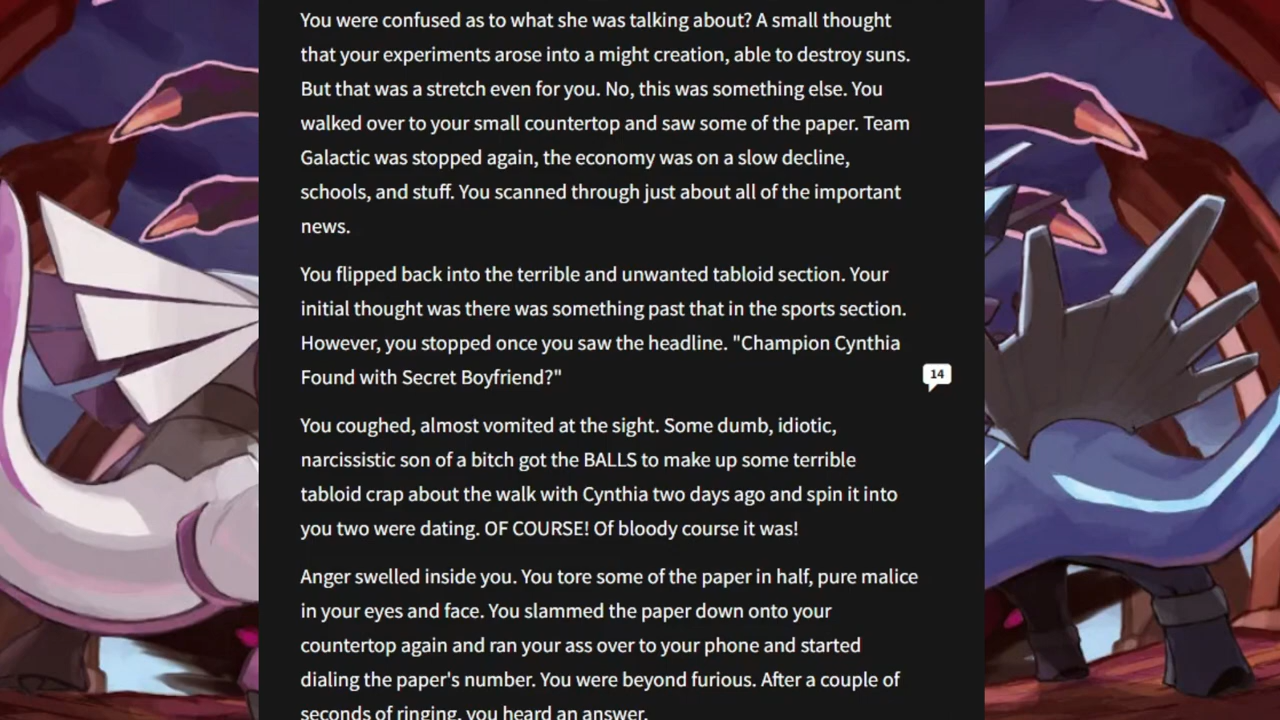 You were confused as to what she was talking about? A small thought
that your experiments arose into a might creation, able to destroy suns.
But that was a stretch even for you. No, this was something else. You
walked over to your small countertop and saw some of the paper. Team
Galactic was stopped again, the economy was on a slow decline,
schools, and stuff. You scanned through just about all of the important
news.
You flipped back into the terrible and unwanted tabloid section. Your
initial thought was there was something past that in the sports section.
However, you stopped once you saw the headline. "Champion Cynthia
Found with Secret Boyfriend?"
14
You coughed, almost vomited at the sight. Some dumb, idiotic,
narcissistic son of a bitch got the BALLS to make up some terrible
tabloid crap about the walk with Cynthia two days ago and spin it into
you two were dating. OF COURSE! Of bloody course it was!
Anger swelled inside you. You tore some of the paper in half, pure malice
in your eyes and face. You slammed the paper down onto your
countertop again and ran your ass over to your phone and started
dialing the paper's number. You were beyond furious. After a couple of
seconds of ringing, you heard an answer.